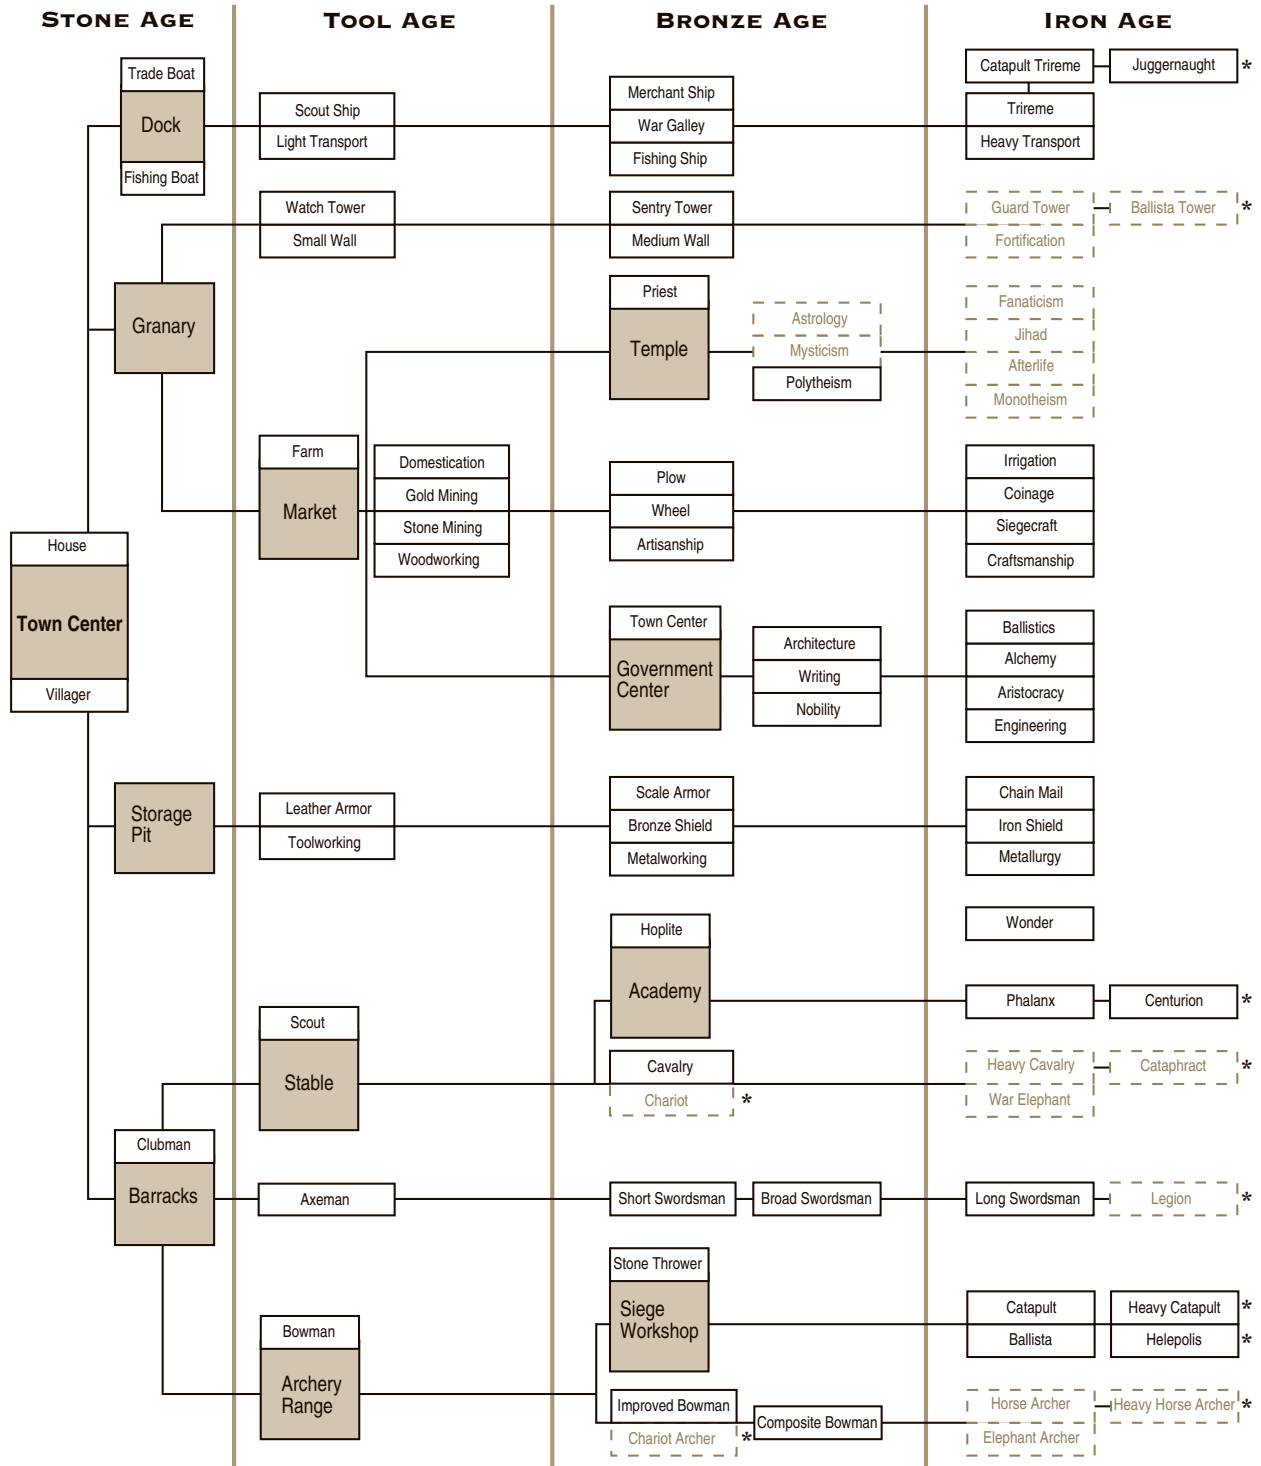 STONE AGE
TOOL AGE
BRONZE AGE
IRON AGE
Trade Boat
Dock
Fishing Boat
Scout Ship
Light Transport
Merchant Ship
War Galley
Fishing Ship
Catapult Trireme
Juggernaught *
Trireme
Heavy Transport
Granary
Watch Tower
Small Wall
Sentry Tower
Medium Wall
Guard Tower
Ballista Tower *
Fortification
Priest
Temple
Astrology
Mysticism
Polytheism
Fanaticism
Jihad
Afterlife
Monotheism
Farm
Market
Domestication
Gold Mining
Stone Mining
Woodworking
Plow
Wheel
Artisanship
Irrigation
Coinage
Siegecraft
Craftsmanship
House
Town Center
Villager
Town Center
Government
Center
Architecture
Writing
Nobility
Ballistics
Alchemy
Aristocracy
Engineering
Storage
Pit
Leather Armor
Toolworking
Scale Armor
Bronze Shield
Metalworking
Chain Mail
Iron Shield
Metallurgy
Wonder
Hoplite
Academy
Phalanx
Centurion *
Scout
Stable
Cavalry
Chariot *
Heavy Cavalry
Cataphract *
War Elephant
Clubman
Barracks
Axeman
Short Swordsman
Broad Swordsman
Long Swordsman
Legion *
Stone Thrower
Siege
Workshop
Catapult
Heavy Catapult *
Ballista
Helepolis *
Bowman
Archery
Range
Improved Bowman
Chariot Archer *
Composite Bowman
Horse Archer
Heavy Horse Archer *
Elephant Archer